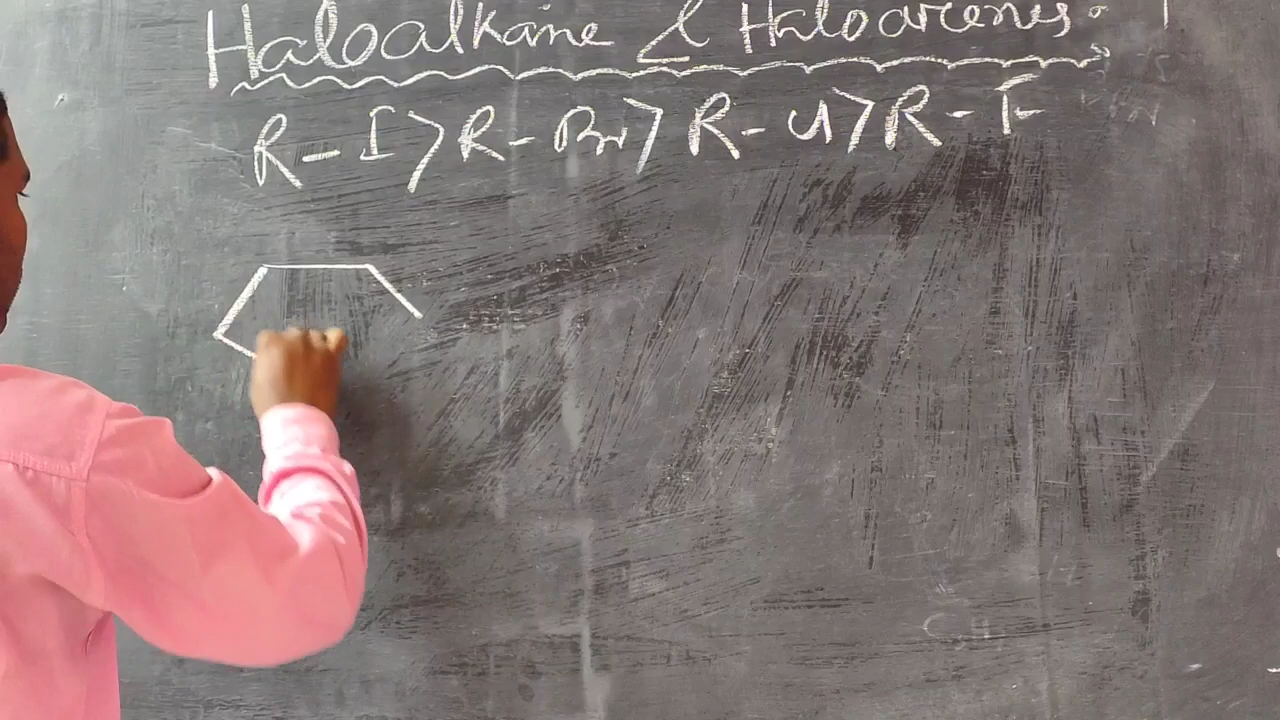 Haloalkane & Haloarenes:
R-I > R-Br > R-Cl > R-F